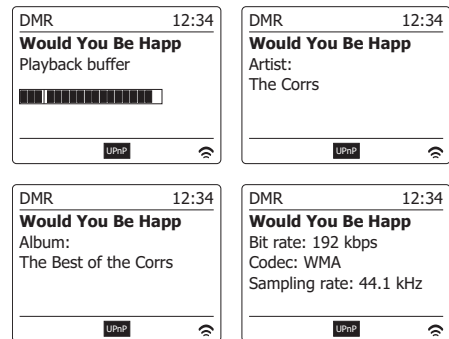 DMR 12:34
Would You Be Happ
Playback buffer
UPnP
DMR 12:34
Would You Be Happ
Artist:
The Corrs
UPnP
DMR 12:34
Would You Be Happ
Album:
The Best of the Corrs
UPnP
DMR 12:34
Would You Be Happ
Bit rate: 192 kbps
Codec: WMA
Sampling rate: 44.1 kHz
UPnP